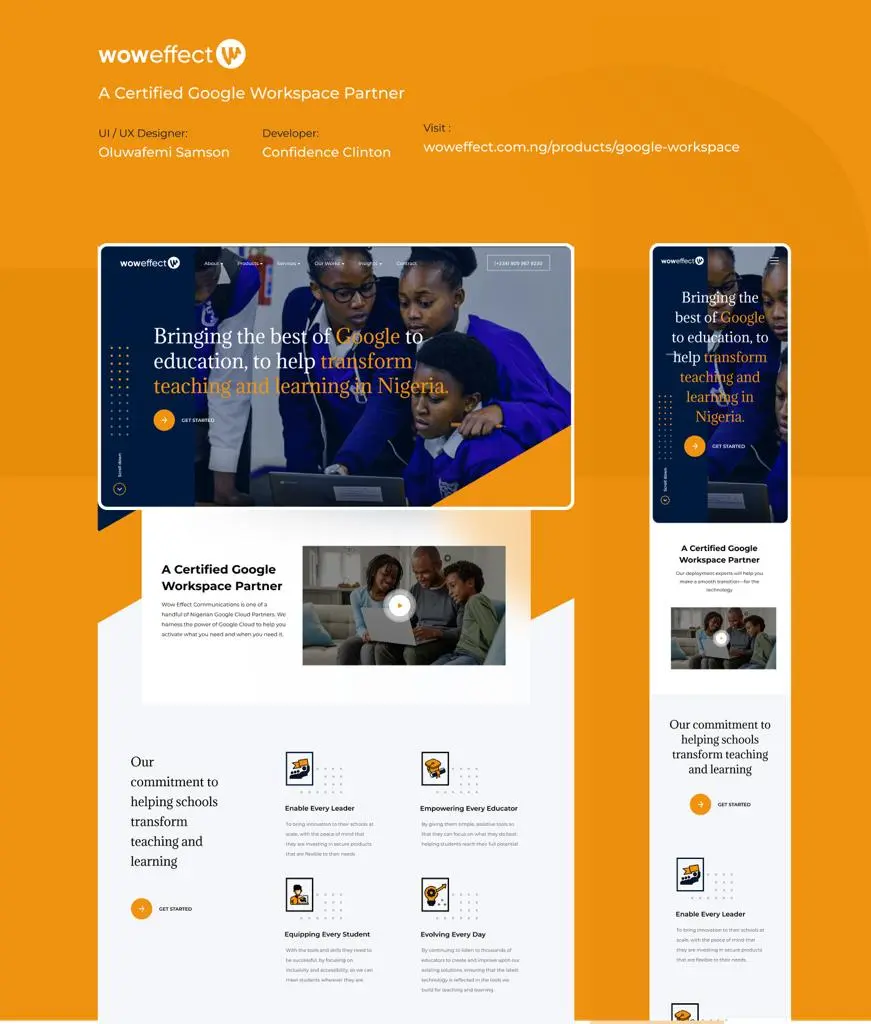 woweffect
A Certified Google Workspace Partner
UI / UX Designer:
Oluwafemi Samson
Developer:
Confidence Clinton
Visit :
woweffect.com.ng/products/google-workspace
woweffect
About
Products
Services
Our World
Insights
Contact
Bringing the best of Google to
education, to help transform
teaching and learning in Nigeria.
GET STARTED
Scroll down
A Certified Google
Workspace Partner
Wow Effect Communications is one of a
handful of Nigerian Google Cloud Partners. We
harness the power of Google Cloud to help you
activate what you need and when you need it.
Our
commitment to
helping schools
transform
teaching and
learning
GET STARTED
Enable Every Leader
To bring innovation to their schools at
scale, with the peace of mind that
they are investing in secure products
that are flexible to their needs
Empowering Every Educator
By giving them simple, assistive tools so
that they can focus on what they do best:
helping students reach their full potential
Equipping Every Student
With the tools and skills they need to
be successful, by focusing on
inclusivity and accessibility, so we can
meet students wherever they are.
Evolving Every Day
By continuing to listen to thousands of
educators to create and improve upon our
existing solutions, ensuring that the latest
technology is reflected in the tools we
build for teaching and learning
woweffect
Bringing the
best of Google
to education, to
help transform
teaching and
learning in
Nigeria.
GET STARTED
Scroll down
A Certified Google
Workspace Partner
Our deployment experts will help you
make a smooth transition—for the
technology
Our commitment to
helping schools
transform teaching
and learning
GET STARTED
Enable Every Leader
To bring innovation to their schools at
scale, with the peace of mind that
they are investing in secure products
that are flexible to their needs.